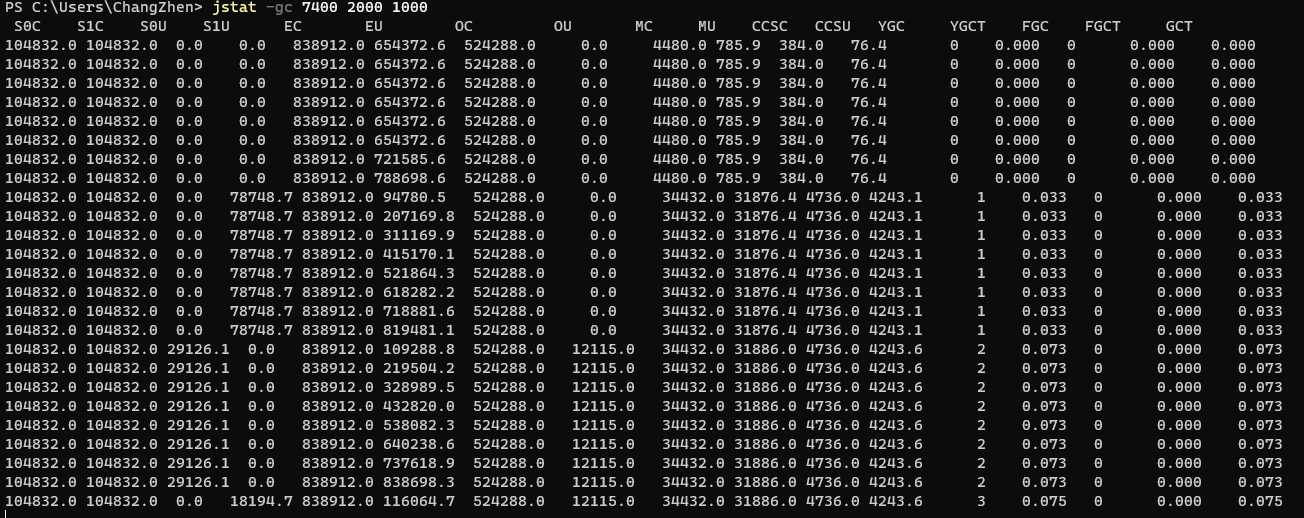 PS C:\Users\ChangZhen> jstat -gc 7400 2000 1000
S0C S1C S0U S1U EC EU OC OU MC MU CCSC CCSU YGC YGCT FGC FGCT GCT
104832.0 104832.0 0.0 0.0 838912.0 654372.6 524288.0 0.0 4480.0 785.9 384.0 76.4 0 0.000 0 0.000 0.000
104832.0 104832.0 0.0 0.0 838912.0 654372.6 524288.0 0.0 4480.0 785.9 384.0 76.4 0 0.000 0 0.000 0.000
104832.0 104832.0 0.0 0.0 838912.0 654372.6 524288.0 0.0 4480.0 785.9 384.0 76.4 0 0.000 0 0.000 0.000
104832.0 104832.0 0.0 0.0 838912.0 654372.6 524288.0 0.0 4480.0 785.9 384.0 76.4 0 0.000 0 0.000 0.000
104832.0 104832.0 0.0 0.0 838912.0 654372.6 524288.0 0.0 4480.0 785.9 384.0 76.4 0 0.000 0 0.000 0.000
104832.0 104832.0 0.0 0.0 838912.0 654372.6 524288.0 0.0 4480.0 785.9 384.0 76.4 0 0.000 0 0.000 0.000
104832.0 104832.0 0.0 0.0 838912.0 721585.6 524288.0 0.0 4480.0 785.9 384.0 76.4 0 0.000 0 0.000 0.000
104832.0 104832.0 0.0 0.0 838912.0 788698.6 524288.0 0.0 4480.0 785.9 384.0 76.4 0 0.000 0 0.000 0.000
104832.0 104832.0 0.0 78748.7 838912.0 94780.5 524288.0 0.0 34432.0 31876.4 4736.0 4243.1 1 0.033 0 0.000 0.033
104832.0 104832.0 0.0 78748.7 838912.0 207169.8 524288.0 0.0 34432.0 31876.4 4736.0 4243.1 1 0.033 0 0.000 0.033
104832.0 104832.0 0.0 78748.7 838912.0 311169.9 524288.0 0.0 34432.0 31876.4 4736.0 4243.1 1 0.033 0 0.000 0.033
104832.0 104832.0 0.0 78748.7 838912.0 415170.1 524288.0 0.0 34432.0 31876.4 4736.0 4243.1 1 0.033 0 0.000 0.033
104832.0 104832.0 0.0 78748.7 838912.0 521864.3 524288.0 0.0 34432.0 31876.4 4736.0 4243.1 1 0.033 0 0.000 0.033
104832.0 104832.0 0.0 78748.7 838912.0 618282.2 524288.0 0.0 34432.0 31876.4 4736.0 4243.1 1 0.033 0 0.000 0.033
104832.0 104832.0 0.0 78748.7 838912.0 718881.6 524288.0 0.0 34432.0 31876.4 4736.0 4243.1 1 0.033 0 0.000 0.033
104832.0 104832.0 0.0 78748.7 838912.0 819481.1 524288.0 0.0 34432.0 31876.4 4736.0 4243.1 1 0.033 0 0.000 0.033
104832.0 104832.0 29126.1 0.0 838912.0 109288.8 524288.0 12115.0 34432.0 31886.0 4736.0 4243.6 2 0.073 0 0.000 0.073
104832.0 104832.0 29126.1 0.0 838912.0 219504.2 524288.0 12115.0 34432.0 31886.0 4736.0 4243.6 2 0.073 0 0.000 0.073
104832.0 104832.0 29126.1 0.0 838912.0 328989.5 524288.0 12115.0 34432.0 31886.0 4736.0 4243.6 2 0.073 0 0.000 0.073
104832.0 104832.0 29126.1 0.0 838912.0 432820.0 524288.0 12115.0 34432.0 31886.0 4736.0 4243.6 2 0.073 0 0.000 0.073
104832.0 104832.0 29126.1 0.0 838912.0 538082.3 524288.0 12115.0 34432.0 31886.0 4736.0 4243.6 2 0.073 0 0.000 0.073
104832.0 104832.0 29126.1 0.0 838912.0 640238.6 524288.0 12115.0 34432.0 31886.0 4736.0 4243.6 2 0.073 0 0.000 0.073
104832.0 104832.0 29126.1 0.0 838912.0 737618.9 524288.0 12115.0 34432.0 31886.0 4736.0 4243.6 2 0.073 0 0.000 0.073
104832.0 104832.0 29126.1 0.0 838912.0 838698.3 524288.0 12115.0 34432.0 31886.0 4736.0 4243.6 2 0.073 0 0.000 0.073
104832.0 104832.0 0.0 18194.7 838912.0 116064.7 524288.0 12115.0 34432.0 31886.0 4736.0 4243.6 3 0.075 0 0.000 0.075